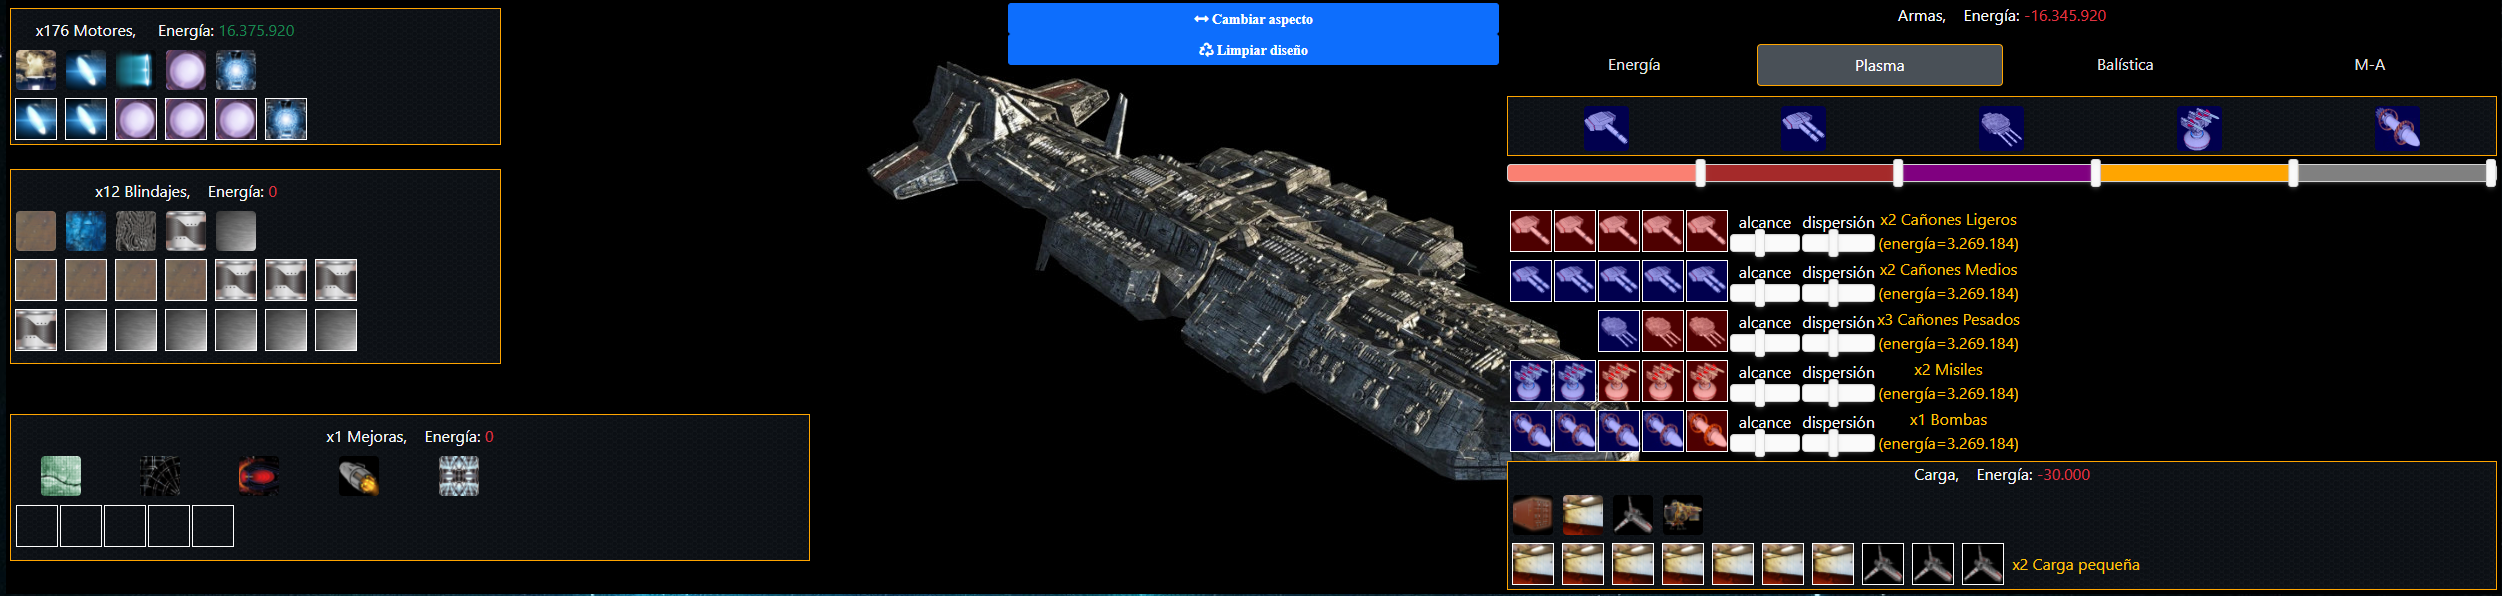 x176 Motores, Energía: 16.375.920
x12 Blindajes, Energía: 0
x1 Mejoras, Energía: 0
Cambiar aspecto
Limpiar diseño
Armas, Energía: -16.345.920
Energía Plasma Balística M-A
alcance dispersión x2 Cañones Ligeros
(energía=3.269.184)
alcance dispersión x2 Cañones Medios
(energía=3.269.184)
alcance dispersión x3 Cañones Pesados
(energía=3.269.184)
alcance dispersión x2 Misiles
(energía=3.269.184)
alcance dispersión x1 Bombas
(energía=3.269.184)
Carga, Energía: -30.000
x2 Carga pequeña